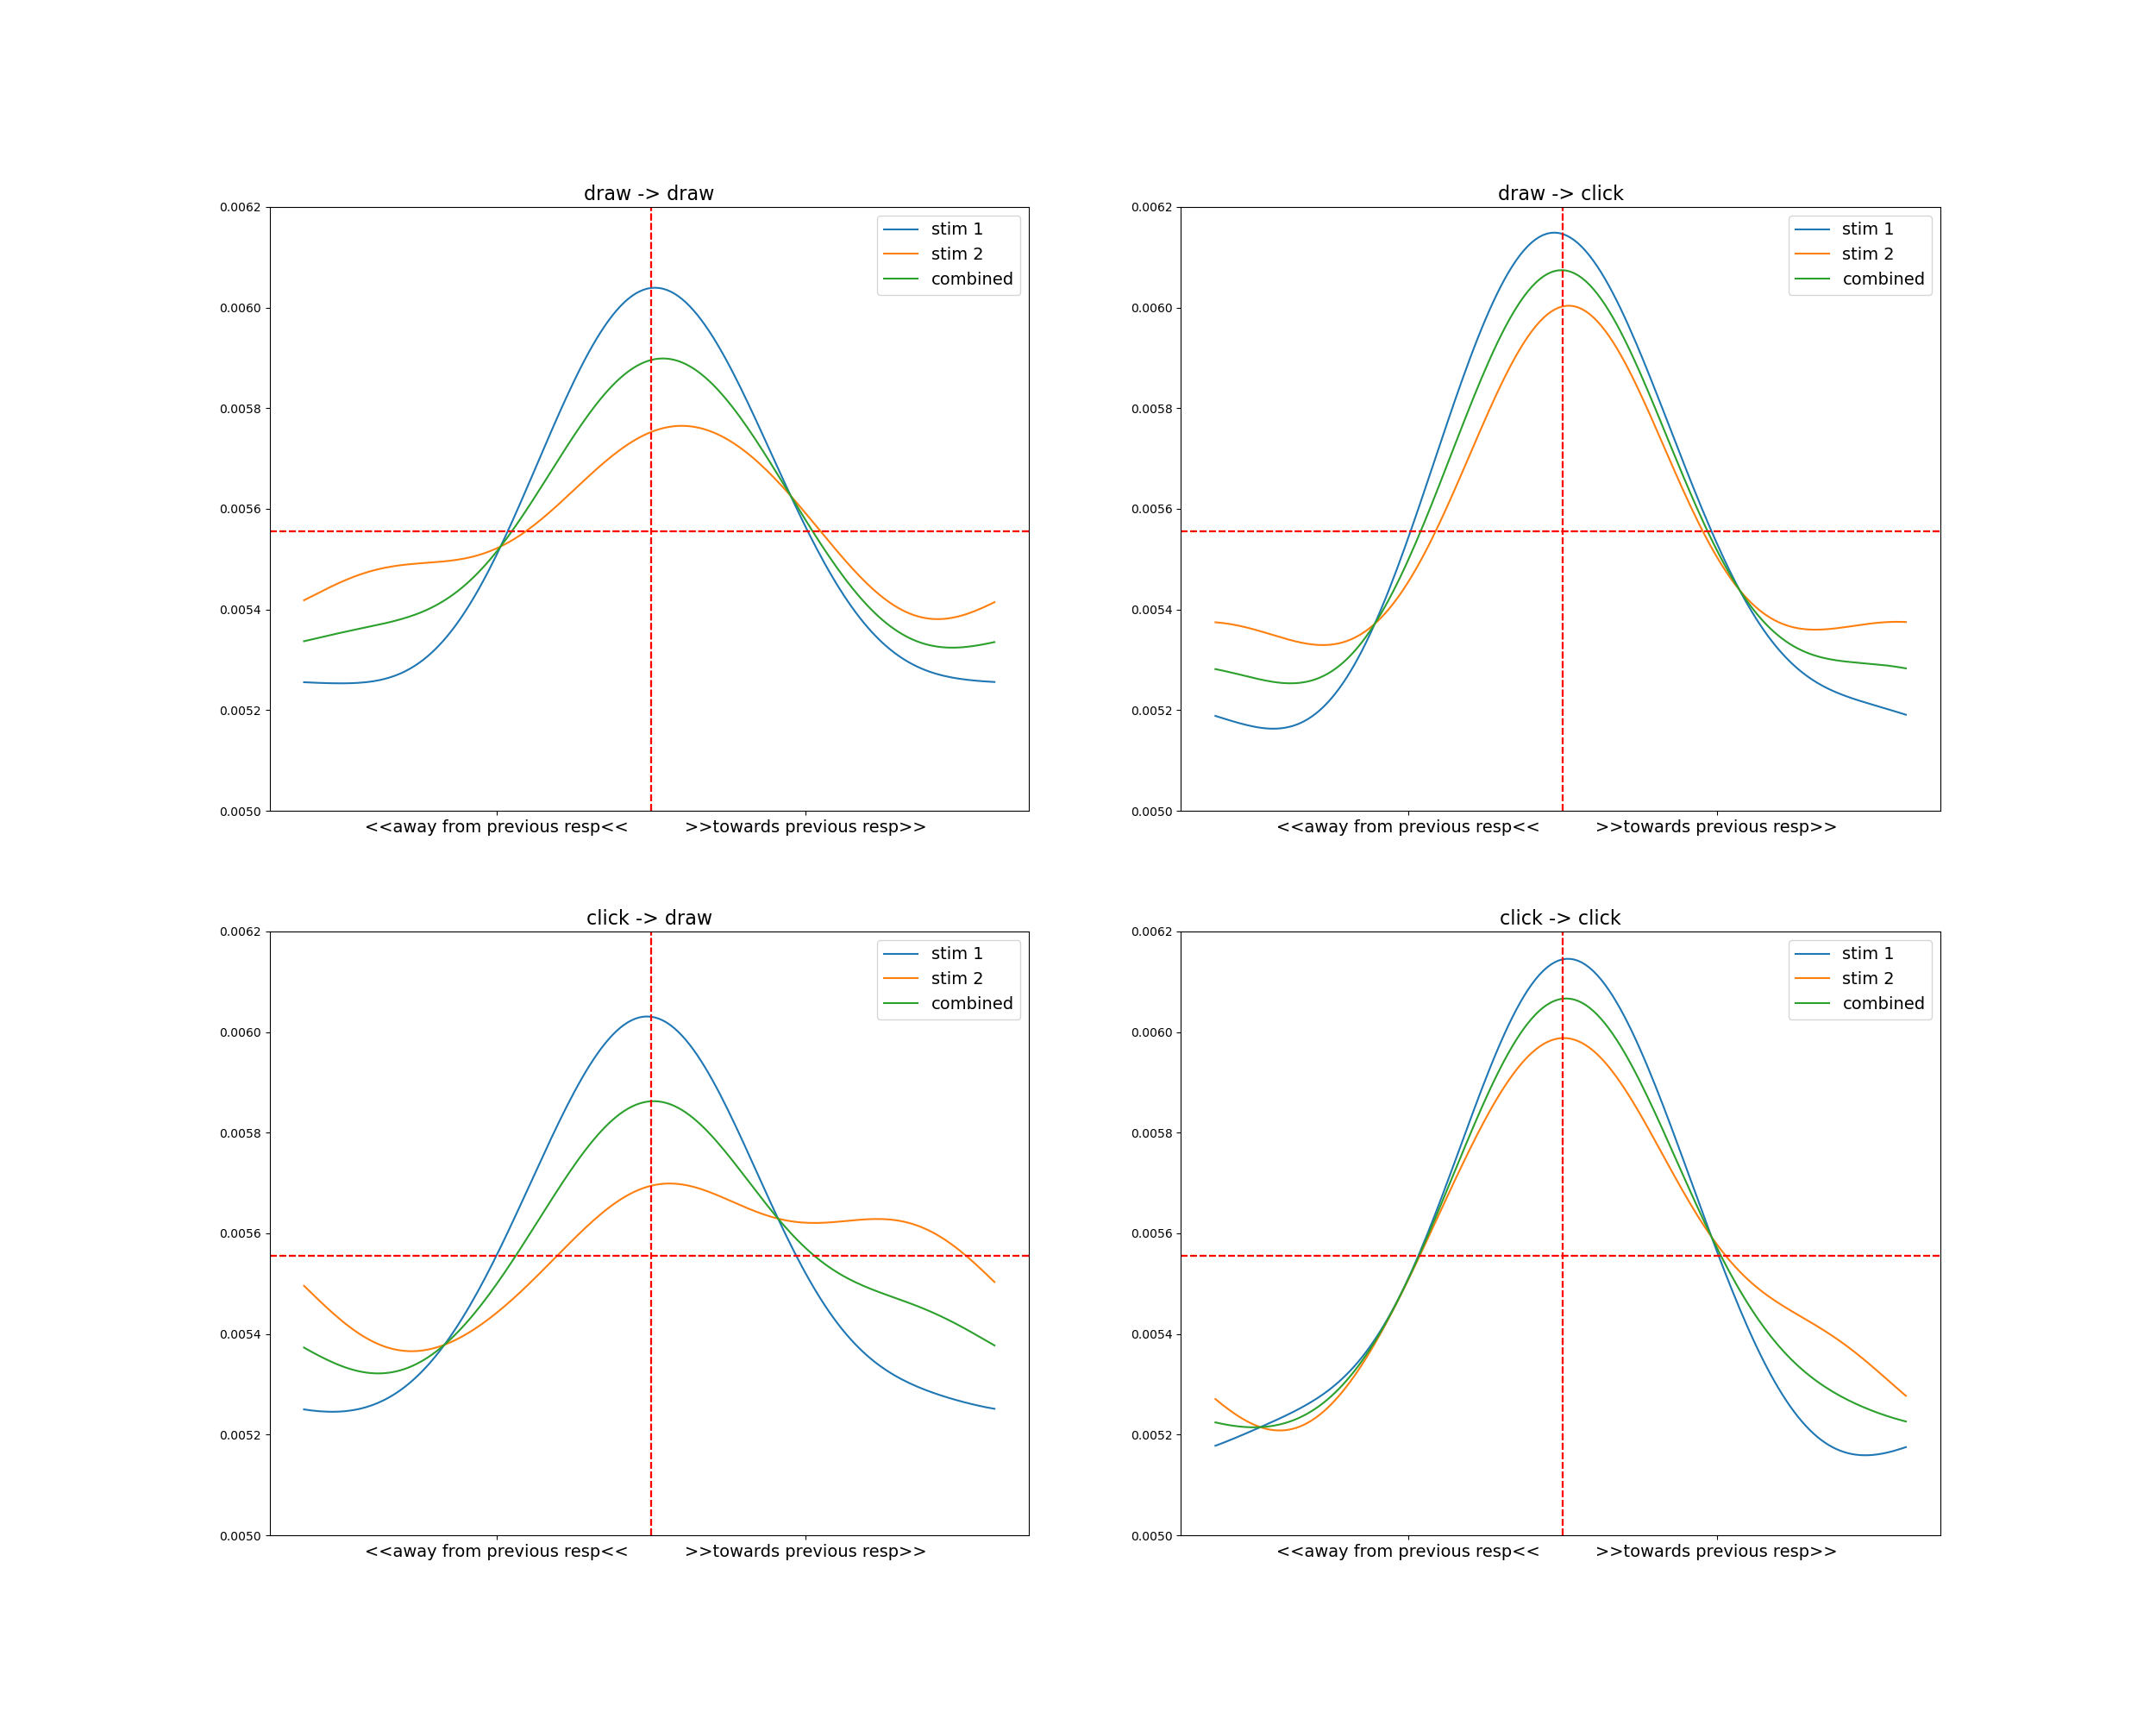 draw -> draw
0.0062
0.0060
0.0058
0.0056
0.0054
0.0052
0.0050
stim 1
stim 2
combined
<<away from previous resp<<
>>towards previous resp>>
draw -> click
0.0062
0.0060
0.0058
0.0056
0.0054
0.0052
0.0050
stim 1
stim 2
combined
<<away from previous resp<<
>>towards previous resp>>
click -> draw
0.0062
0.0060
0.0058
0.0056
0.0054
0.0052
0.0050
stim 1
stim 2
combined
<<away from previous resp<<
>>towards previous resp>>
click -> click
0.0062
0.0060
0.0058
0.0056
0.0054
0.0052
0.0050
stim 1
stim 2
combined
<<away from previous resp<<
>>towards previous resp>>